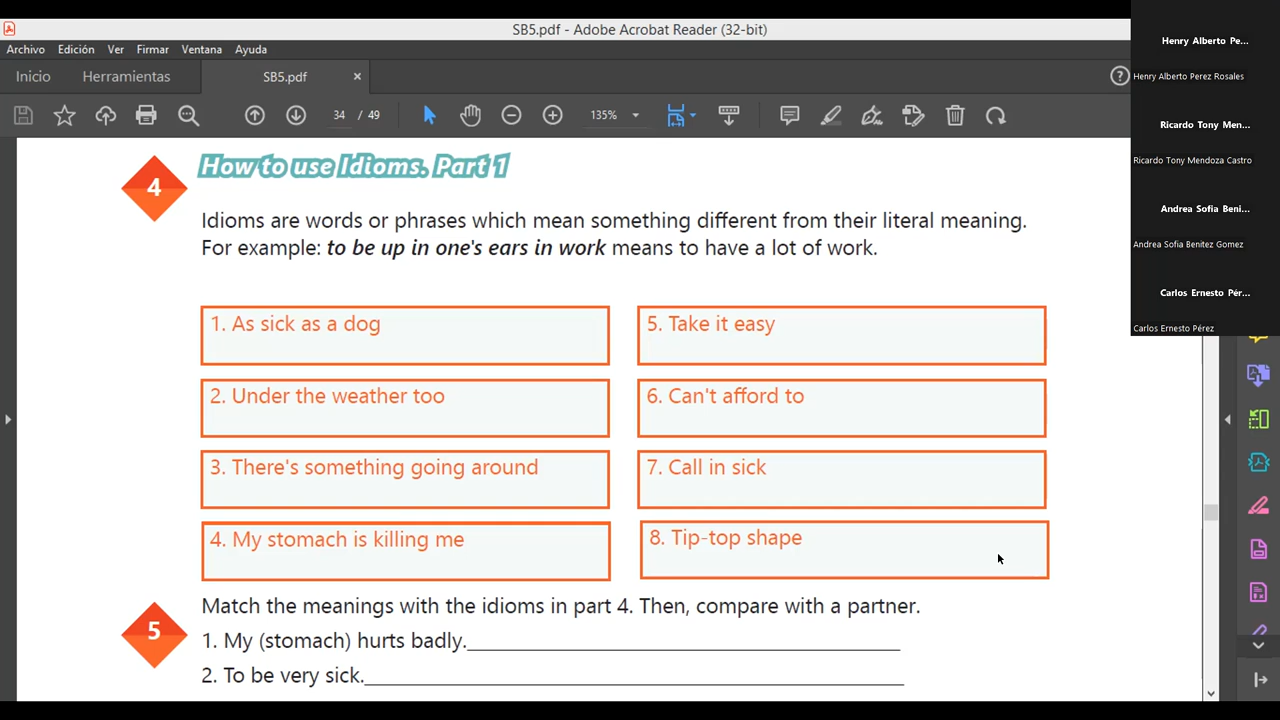 SB5.pdf - Adobe Acrobat Reader (32-bit)
Archivo Edición Ver Firmar Ventana Ayuda
Inicio Herramientas SB5.pdf ×
34 / 49 135%
4
How to use Idioms. Part 1
Idioms are words or phrases which mean something different from their literal meaning.
For example: to be up in one's ears in work means to have a lot of work.
1. As sick as a dog
2. Under the weather too
3. There's something going around
4. My stomach is killing me
5. Take it easy
6. Can't afford to
7. Call in sick
8. Tip-top shape
5
Match the meanings with the idioms in part 4. Then, compare with a partner.
1. My (stomach) hurts badly.
2. To be very sick.
Henry Alberto Pe...
Henry Alberto Perez Rosales
Ricardo Tony Men...
Ricardo Tony Mendoza Castro
Andrea Sofia Beni...
Andrea Sofia Benitez Gomez
Carlos Ernesto Pér...
Carlos Ernesto Pérez